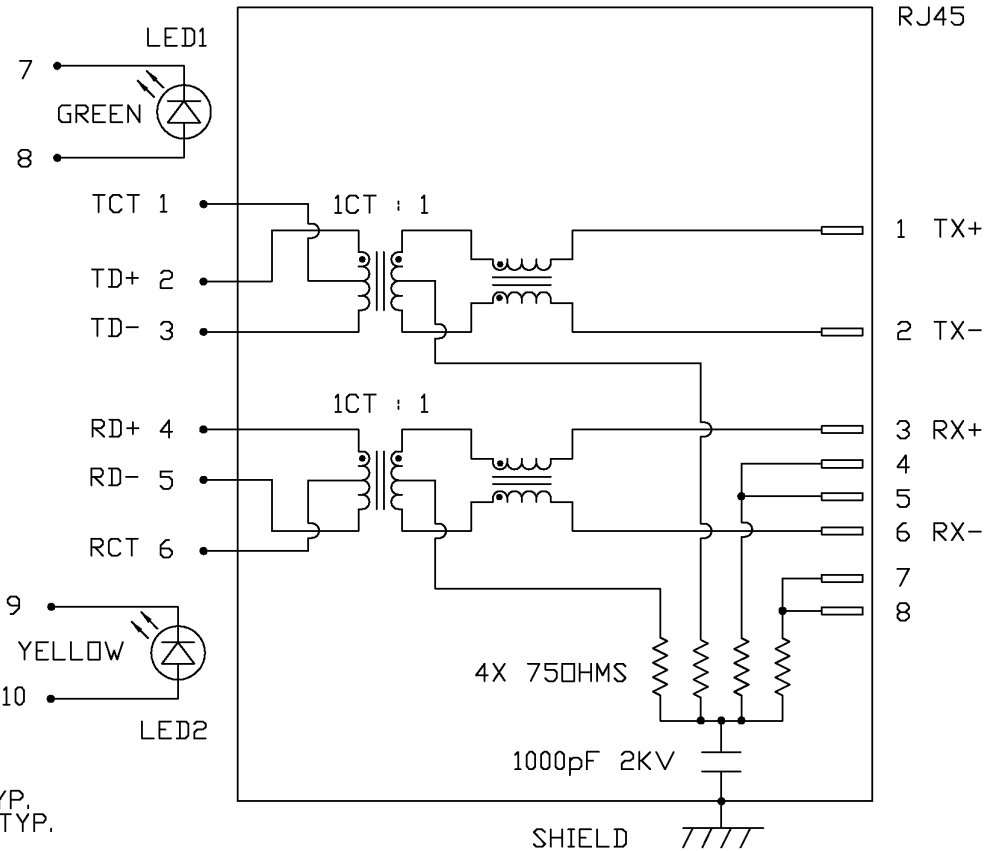 RJ45
LED1
7
GREEN
8
TCT 1
1CT : 1
1 TX+
TD+ 2
TD- 3
2 TX-
1CT : 1
RD+ 4
3 RX+
4
RD- 5
5
6 RX-
RCT 6
7
9
8
YELLOW
4X 75OHMS
10
LED2
1000pF 2KV
YP.
TYP.
SHIELD